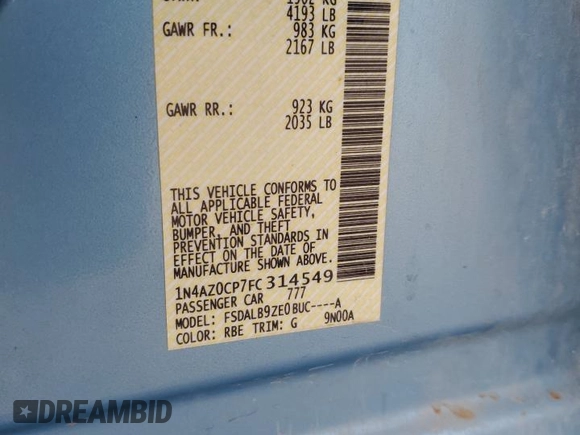 4193 LB
GAWR FR.: 983 KG
2167 LB
GAWR RR.: 923 KG
2035 LB
THIS VEHICLE CONFORMS TO
ALL APPLICABLE FEDERAL
MOTOR VEHICLE SAFETY,
BUMPER, AND THEFT
PREVENTION STANDARDS IN
EFFECT ON THE DATE OF
MANUFACTURE SHOWN ABOVE.
1N4AZ0CP7FC314549
PASSENGER CAR 777
MODEL: FSDALB9ZE0BUC----A
COLOR: RBE TRIM: G 9N00A
DREAMBID